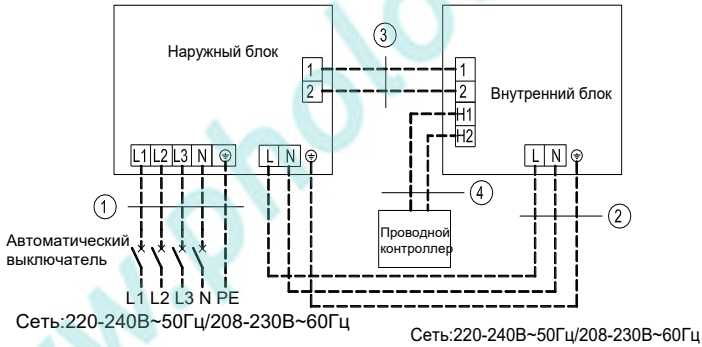 Наружный блок
1
2
3
1
2
H1
H2
Внутренний блок
L1 L2 L3 N
L N
L N
1
4
2
Проводной
контроллер
Автоматический
выключатель
L1 L2 L3 N PE
Сеть:220-240В~50Гц/208-230В~60Гц
Сеть:220-240В~50Гц/208-230В~60Гц